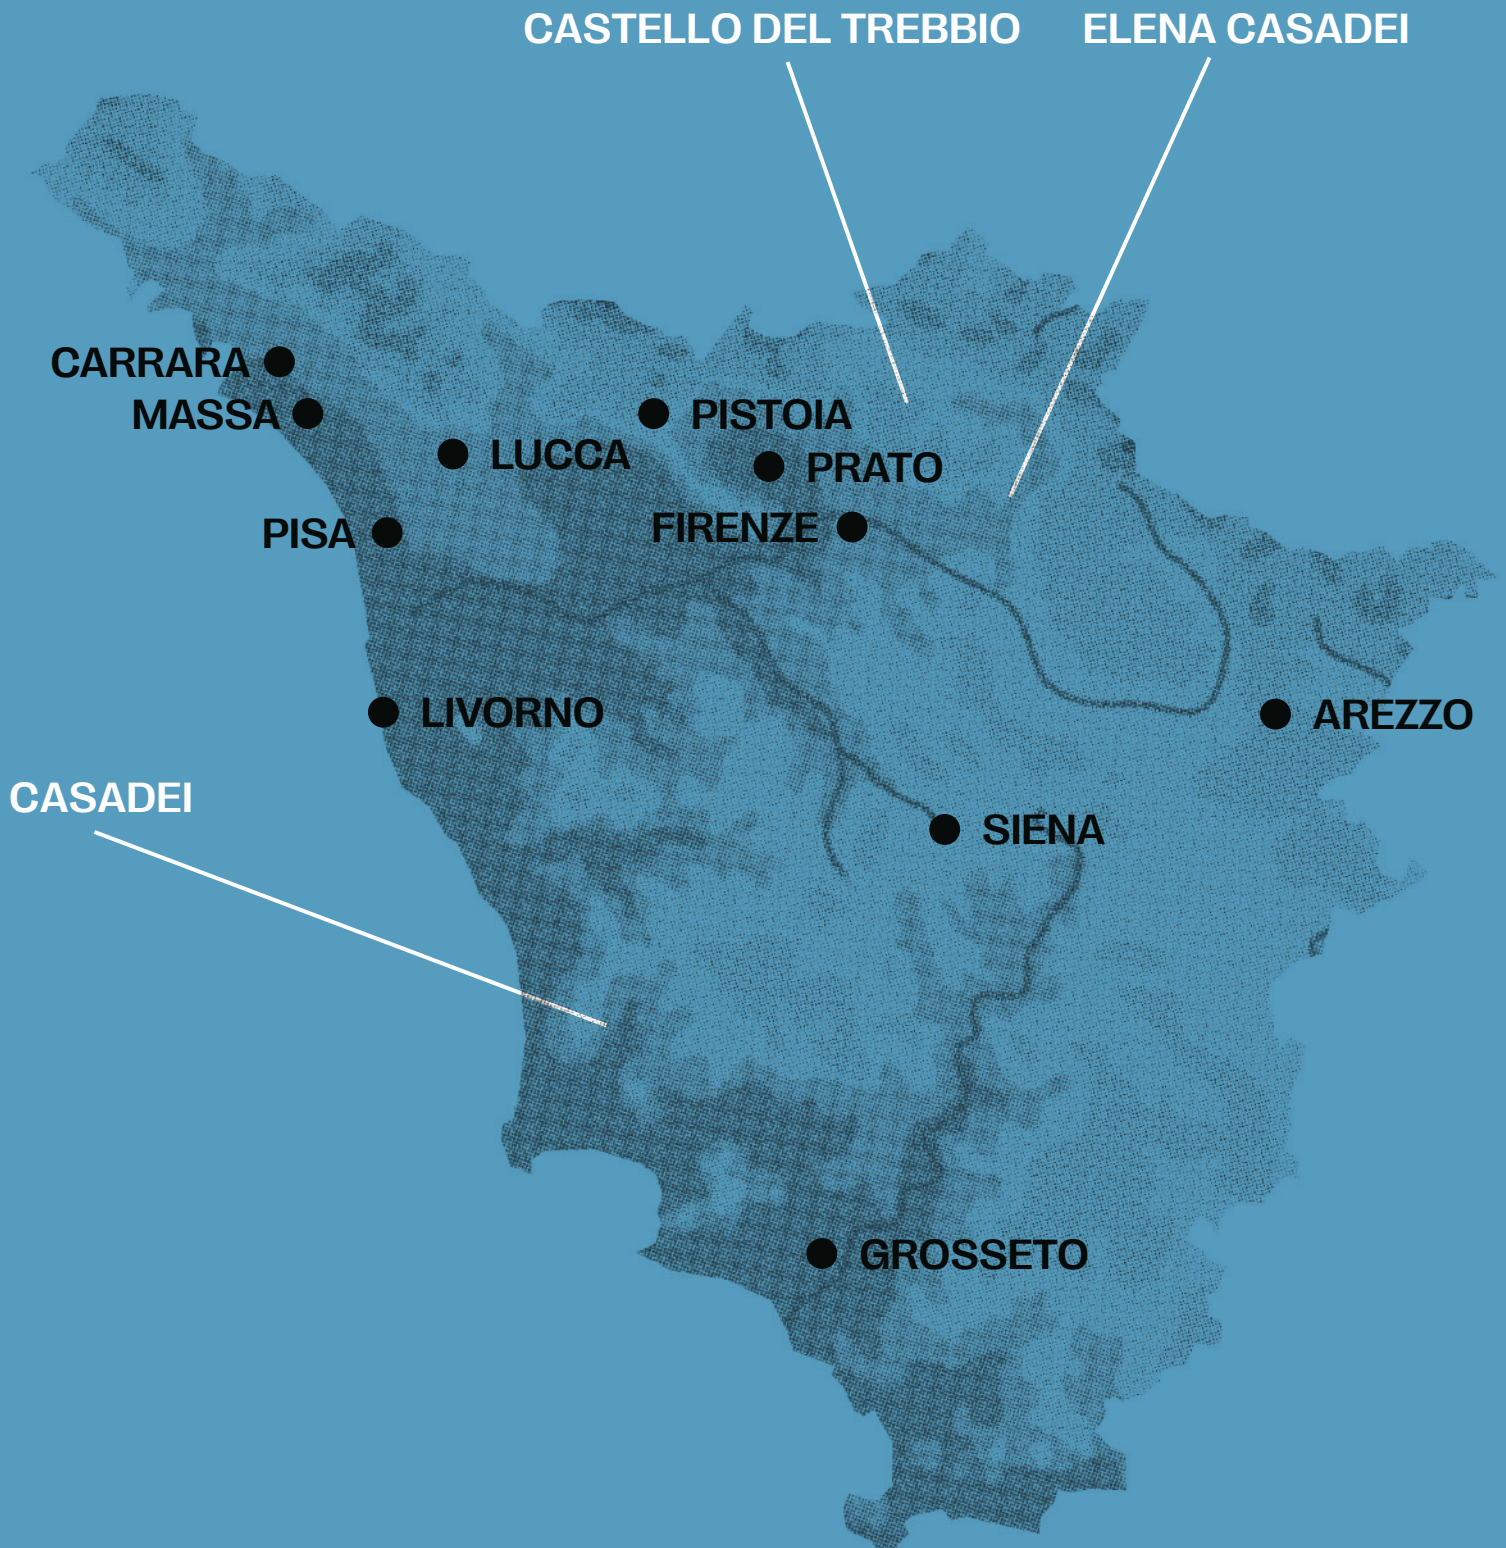 CASTELLO DEL TREBBIO
ELENA CASADEI
CARRARA
MASSA
PISTOIA
LUCCA
PRATO
PISA
FIRENZE
LIVORNO
AREZZO
CASADEI
SIENA
GROSSETO